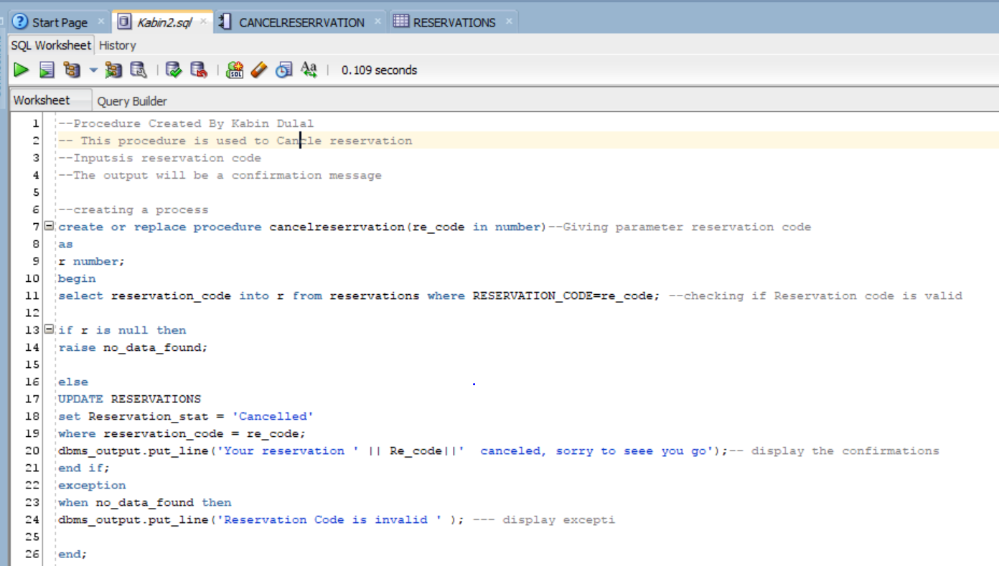 Start Page
Kabin2.sql
CANCELRESERRVATION
RESERVATIONS
SQL Worksheet History
0.109 seconds
Worksheet Query Builder
1 --Procedure Created By Kabin Dulal
2 -- This procedure is used to Cancle reservation
3 --Inputsis reservation code
4 --The output will be a confirmation message
5
6 --creating a process
7 create or replace procedure cancelreserrvation(re_code in number)--Giving parameter reservation code
8 as
9 r number;
10 begin
11 select reservation_code into r from reservations where RESERVATION_CODE=re_code; --checking if Reservation code is valid
12
13 if r is null then
14 raise no_data_found;
15
16 else
17 UPDATE RESERVATIONS
18 set Reservation_stat = 'Cancelled'
19 where reservation_code = re_code;
20 dbms_output.put_line('Your reservation ' || Re_code||'  canceled, sorry to seee you go');-- display the confirmations
21 end if;
22 exception
23 when no_data_found then
24 dbms_output.put_line('Reservation Code is invalid ' ); --- display excepti
25
26 end;